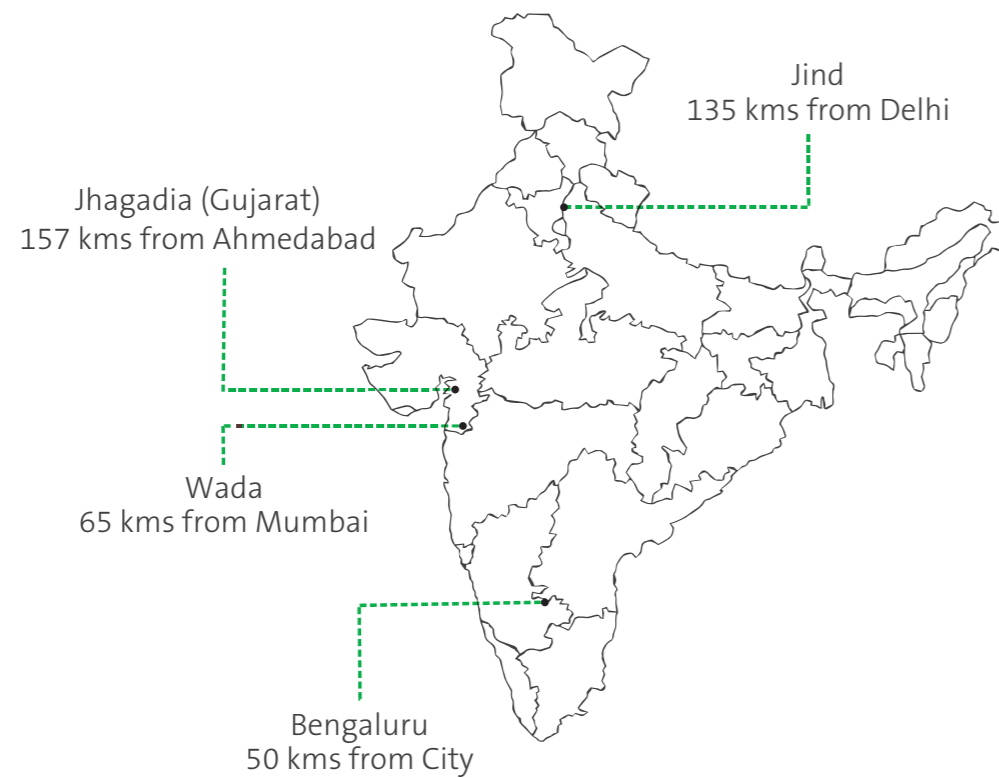 Jind
135 kms from Delhi
Jhagadia (Gujarat)
157 kms from Ahmedabad
Wada
65 kms from Mumbai
Bengaluru
50 kms from City